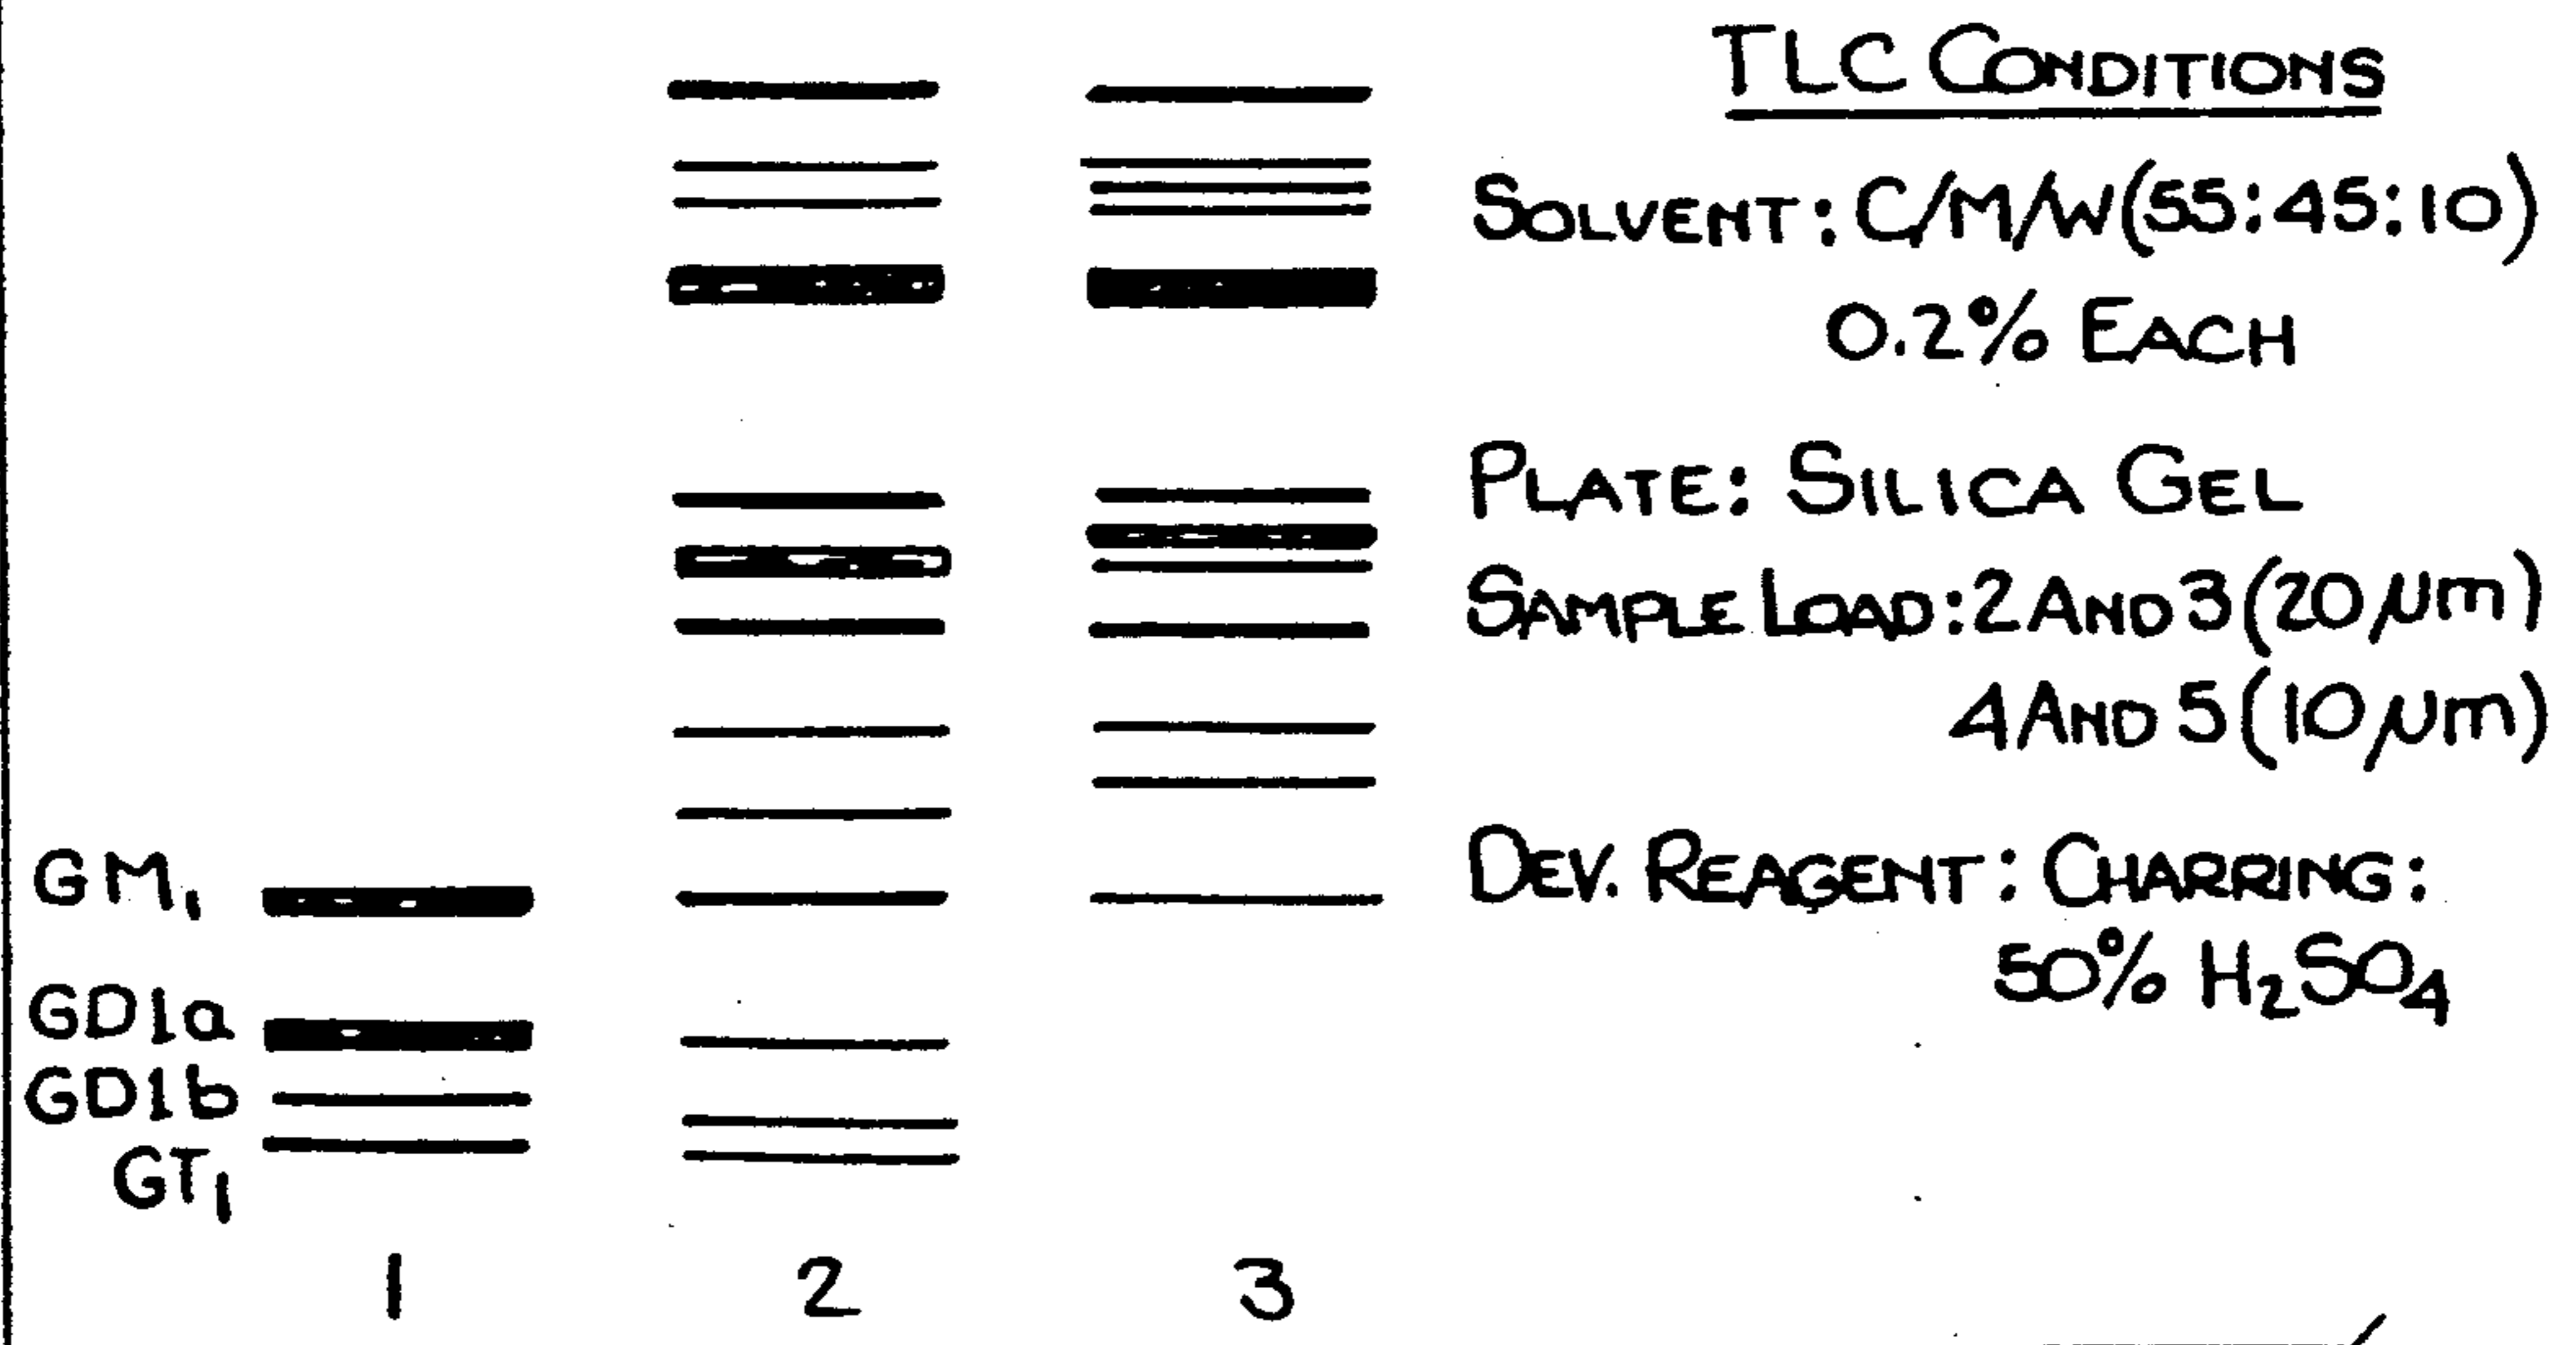 TLC CONDITIONS
SOLVENT: C/M/W(55:45:10)
0.2% EACH
PLATE: SILICA GEL
SAMPLE LOAD: 2 AND 3 (20 μm)
4 AND 5 (10 μm)
DEV. REAGENT: CHARRING:
50% H₂SO₄
GM₁
GD1a
GD1b
GT₁
1 2 3